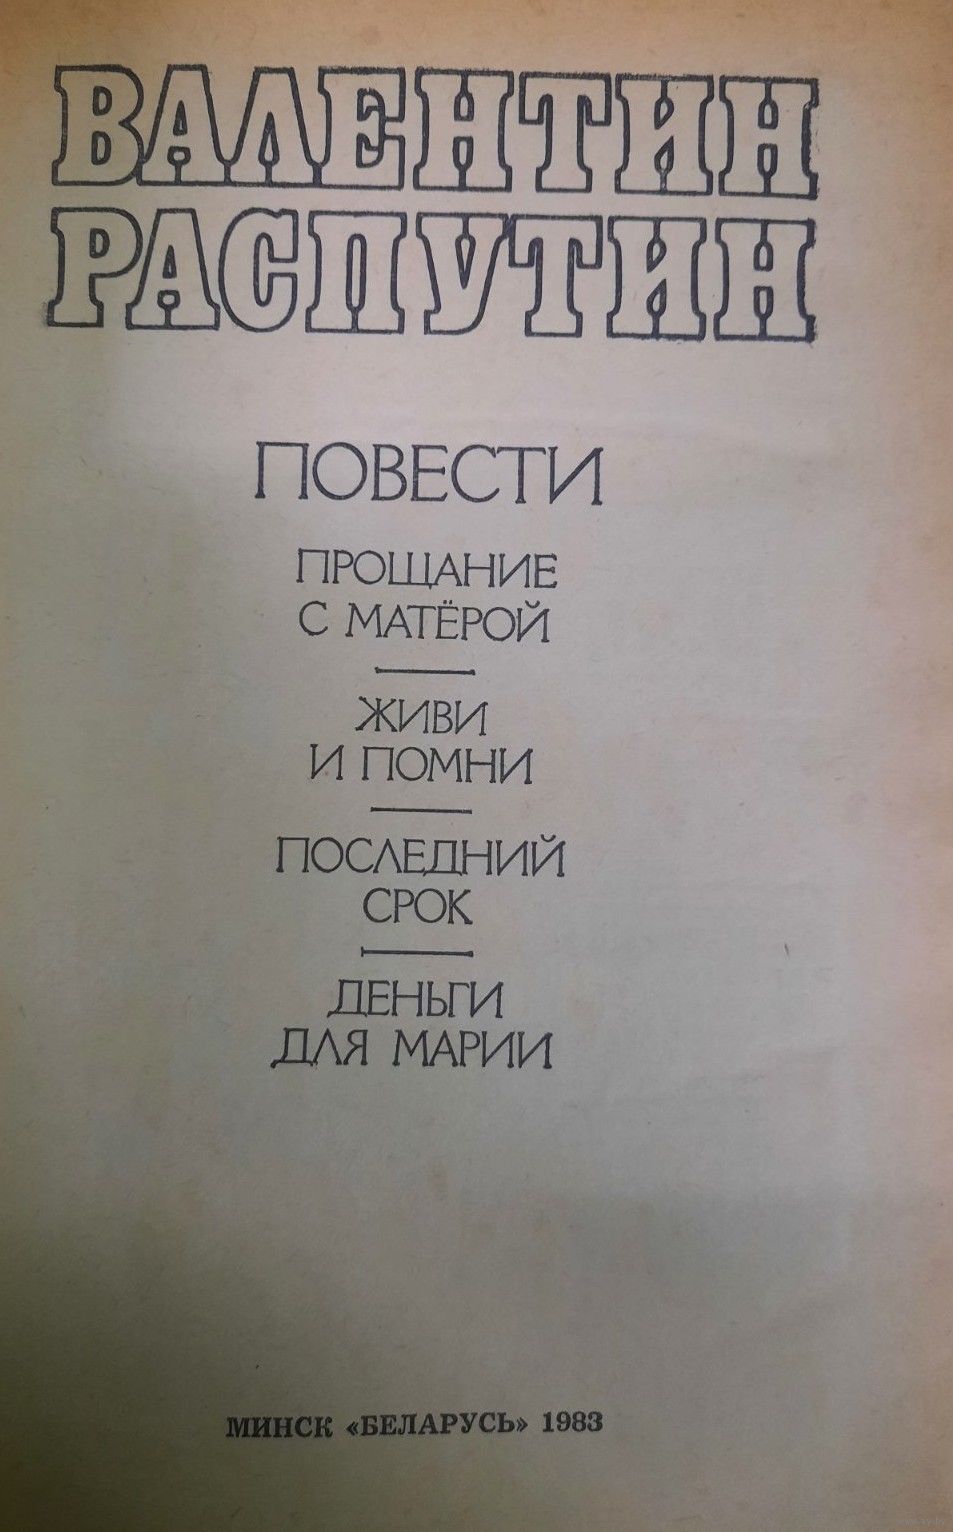 ВАЛЕНТИН
РАСПУТИН
ПОВЕСТИ
ПРОЩАНИЕ
С МАТЁРОЙ
ЖИВИ
И ПОМНИ
ПОСЛЕДНИЙ
СРОК
ДЕНЬГИ
ДЛЯ МАРИИ
МИНСК «БЕЛАРУСЬ» 1983